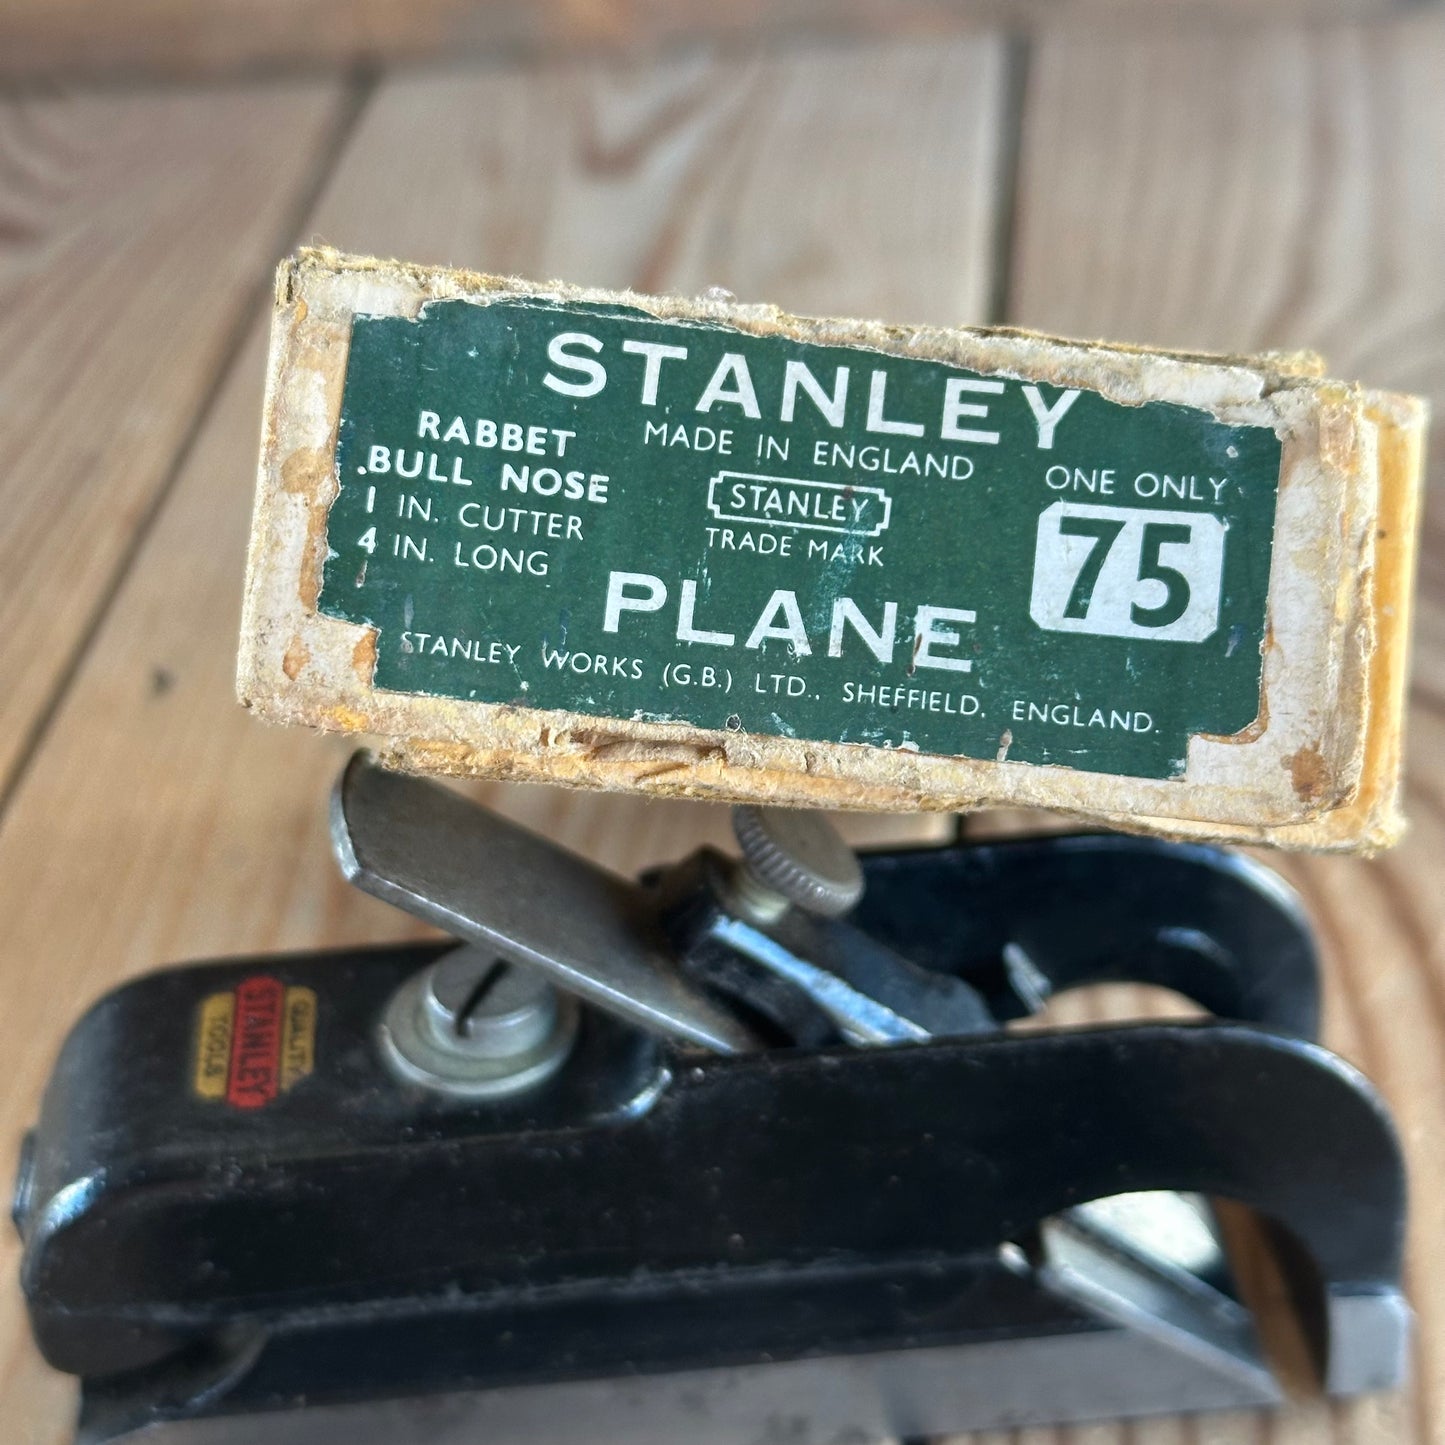 STANLEY
MADE IN ENGLAND
STANLEY
TRADE MARK
PLANE
RABBET
BULL NOSE
1 IN. CUTTER
4 IN. LONG
ONE ONLY
75
STANLEY WORKS (G.B.) LTD., SHEFFIELD, ENGLAND.
QUALITY
STANLEY
TOOLS